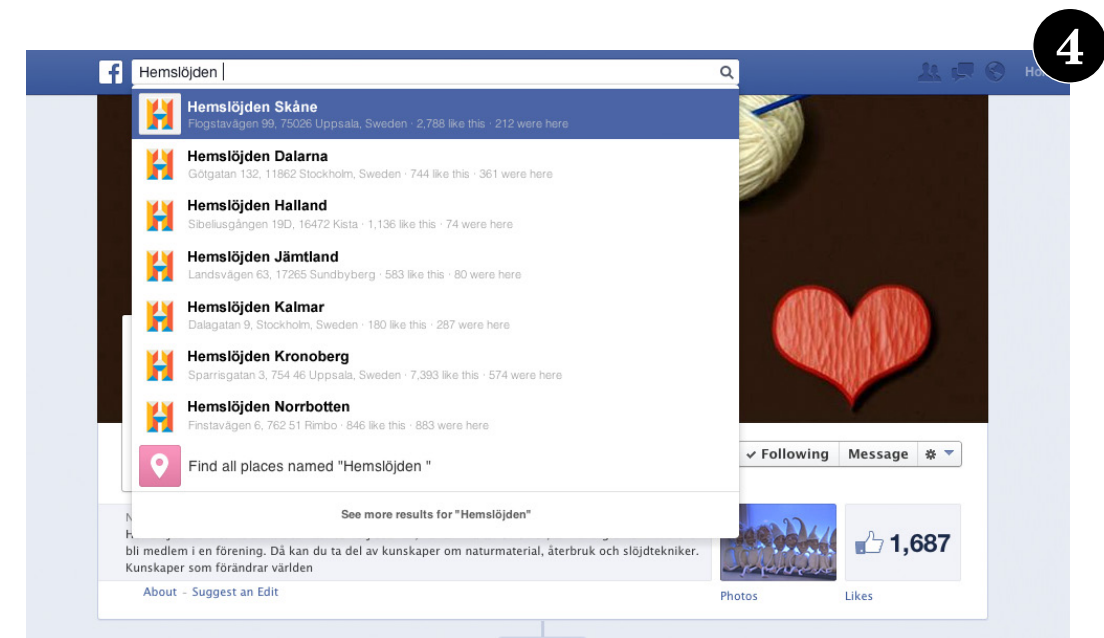 4
f
Hemslöjden
Ho
Hemslöjden Skåne
Flogstavägen 99, 75026 Uppsala, Sweden · 2,788 like this · 212 were here
Hemslöjden Dalarna
Götgatan 132, 11862 Stockholm, Sweden · 744 like this · 361 were here
Hemslöjden Halland
Sibeliusgången 19D, 16472 Kista · 1,136 like this · 74 were here
Hemslöjden Jämtland
Landsvägen 63, 17265 Sundbyberg · 583 like this · 80 were here
Hemslöjden Kalmar
Dalagatan 9, Stockholm, Sweden · 180 like this · 287 were here
Hemslöjden Kronoberg
Sparrisgatan 3, 754 46 Uppsala, Sweden · 7,393 like this · 574 were here
Hemslöjden Norrbotten
Finstavägen 6, 762 51 Rimbo · 846 like this · 883 were here
Find all places named "Hemslöjden "
See more results for "Hemslöjden"
✓ Following
Message
N
bli medlem i en förening. Då kan du ta del av kunskaper om naturmaterial, återbruk och slöjdtekniker.
Kunskaper som förändrar världen
About - Suggest an Edit
1,687
Photos
Likes